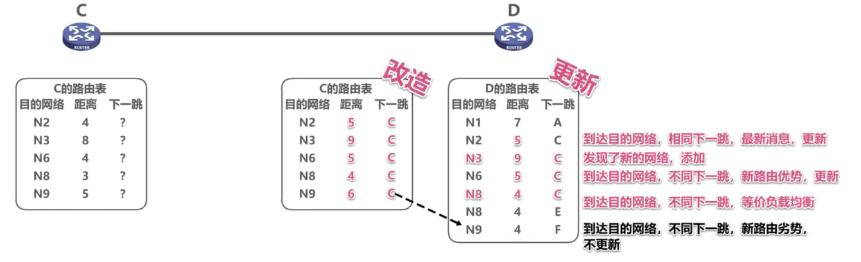 C D
ROUTER ROUTER
改造 更新
C的路由表
目的网络 距离 下一跳
N2 4 ?
N3 8 ?
N6 4 ?
N8 3 ?
N9 5 ?
C的路由表
目的网络 距离 下一跳
N2 5 C
N3 9 C
N6 5 C
N8 4 C
N9 6 C
D的路由表
目的网络 距离 下一跳
N1 7 A
N2 5 C
N3 9 C
N6 5 C
N8 4 C
N8 4 E
N9 4 F
到达目的网络，相同下一跳，最新消息，更新
发现了新的网络，添加
到达目的网络，不同下一跳，新路由优势，更新
到达目的网络，不同下一跳，等价负载均衡
到达目的网络，不同下一跳，新路由劣势，
不更新